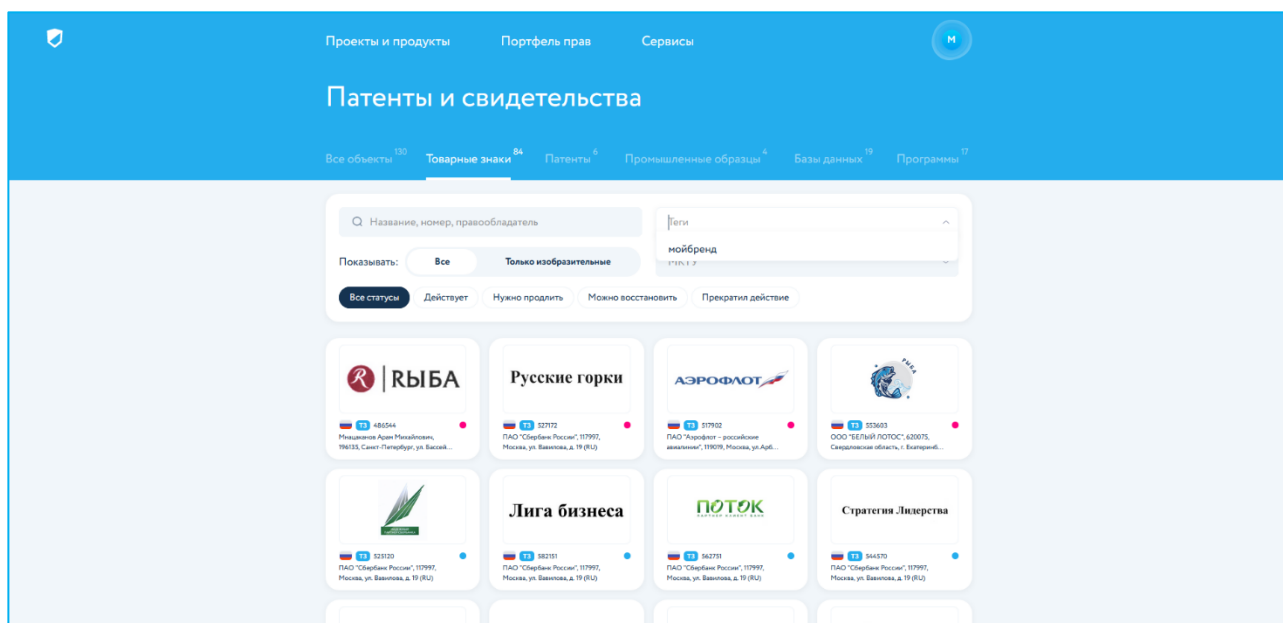 Проекты и продукты Портфель прав Сервисы М
Патенты и свидетельства
Все объекты 130 Товарные знаки 84 Патенты 6 Промышленные образцы 4 Базы данных 19 Программы 17
Название, номер, правообладатель Теги
мойбренд
Показывать: Все Только изобразительные МКТУ
Все статусы Действует Нужно продлить Можно восстановить Прекратил действие
R RЫБА
ТЗ 486544
Мнацаканов Арам Михайлович,
196135, Санкт-Петербург, ул. Бассей...
Русские горки
ТЗ 527172
ПАО "Сбербанк России", 117997,
Москва, ул. Вавилова, д. 19 (RU)
АЭРОФЛОТ
ТЗ 517902
ПАО "Аэрофлот – российские
авиалинии", 119019, Москва, ул.Арб...
РЫБА
ТЗ 553603
ООО "БЕЛЫЙ ЛОТОС", 620075,
Свердловская область, г. Екатеринб...
ТЗ 523120
ПАО "Сбербанк России", 117997,
Москва, ул. Вавилова, д. 19 (RU)
Лига бизнеса
ТЗ 582151
ПАО "Сбербанк России", 117997,
Москва, ул. Вавилова, д. 19 (RU)
ПОТОК
ТЗ 562751
ПАО "Сбербанк России", 117997,
Москва, ул. Вавилова, д. 19 (RU)
Стратегия Лидерства
ТЗ 544570
ПАО "Сбербанк России", 117997,
Москва, ул. Вавилова, д. 19 (RU)